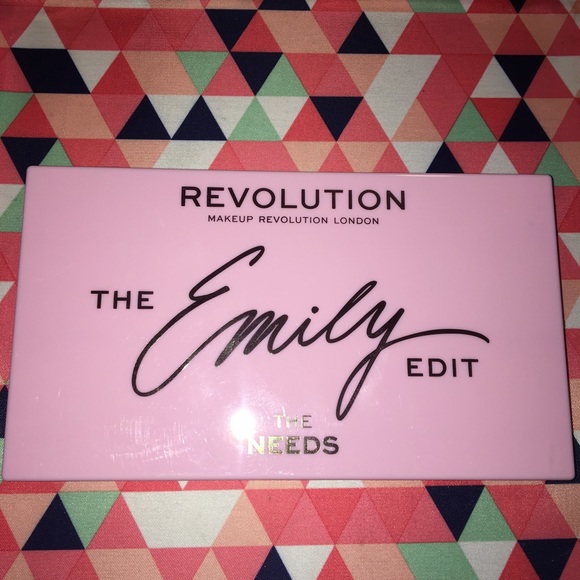 REVOLUTION
MAKEUP REVOLUTION LONDON
THE Emily EDIT
THE
NEEDS